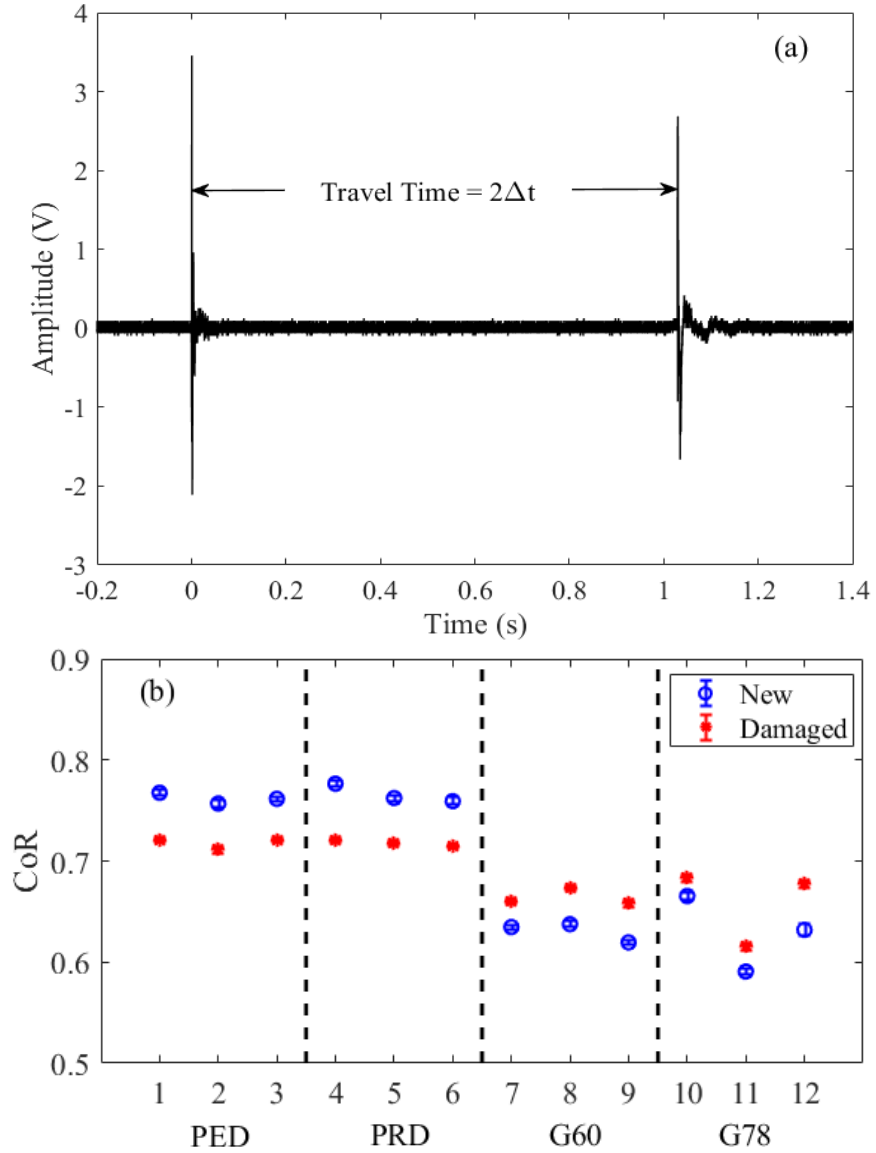 4
(a)
3
2
Travel Time = 2Δt
1
0
-1
-2
-3
Amplitude (V)
-0.2 0 0.2 0.4 0.6 0.8 1 1.2 1.4
Time (s)
0.9
(b)
New
Damaged
0.8
0.7
0.6
0.5
CoR
1 2 3 4 5 6 7 8 9 10 11 12
PED PRD G60 G78